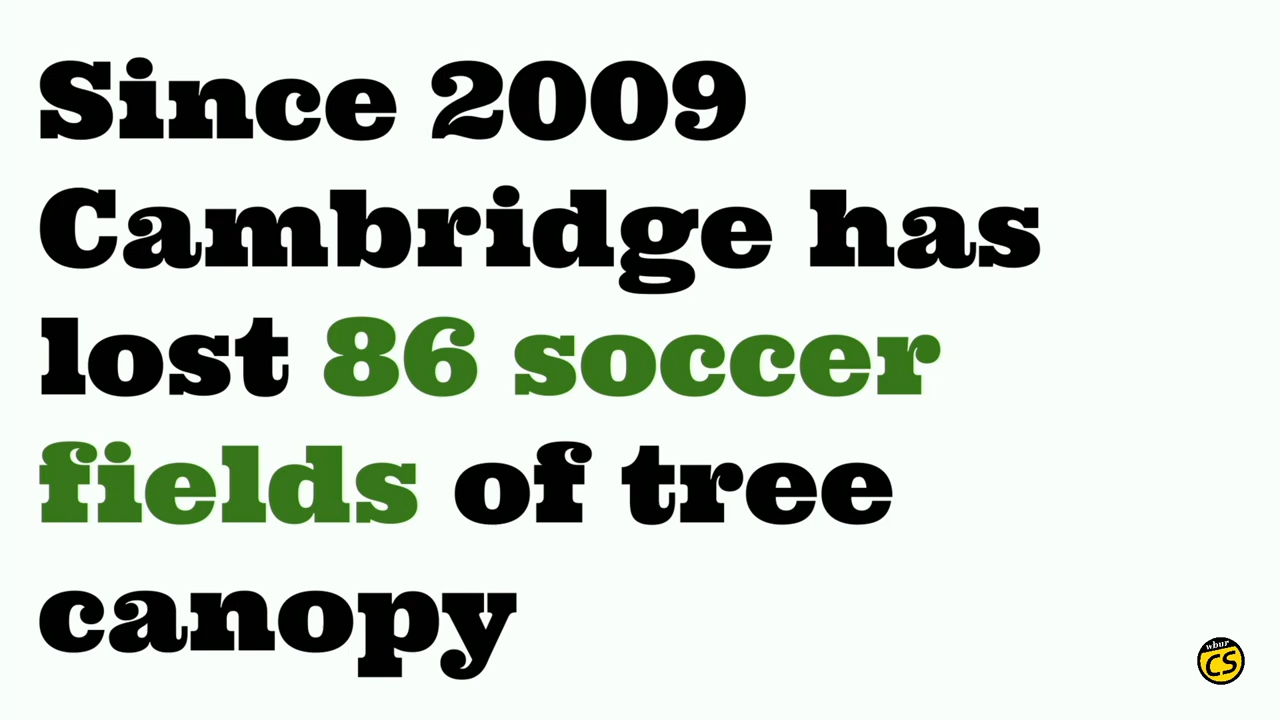 Since 2009
Cambridge has
lost 86 soccer
fields of tree
canopy
wbur
CS